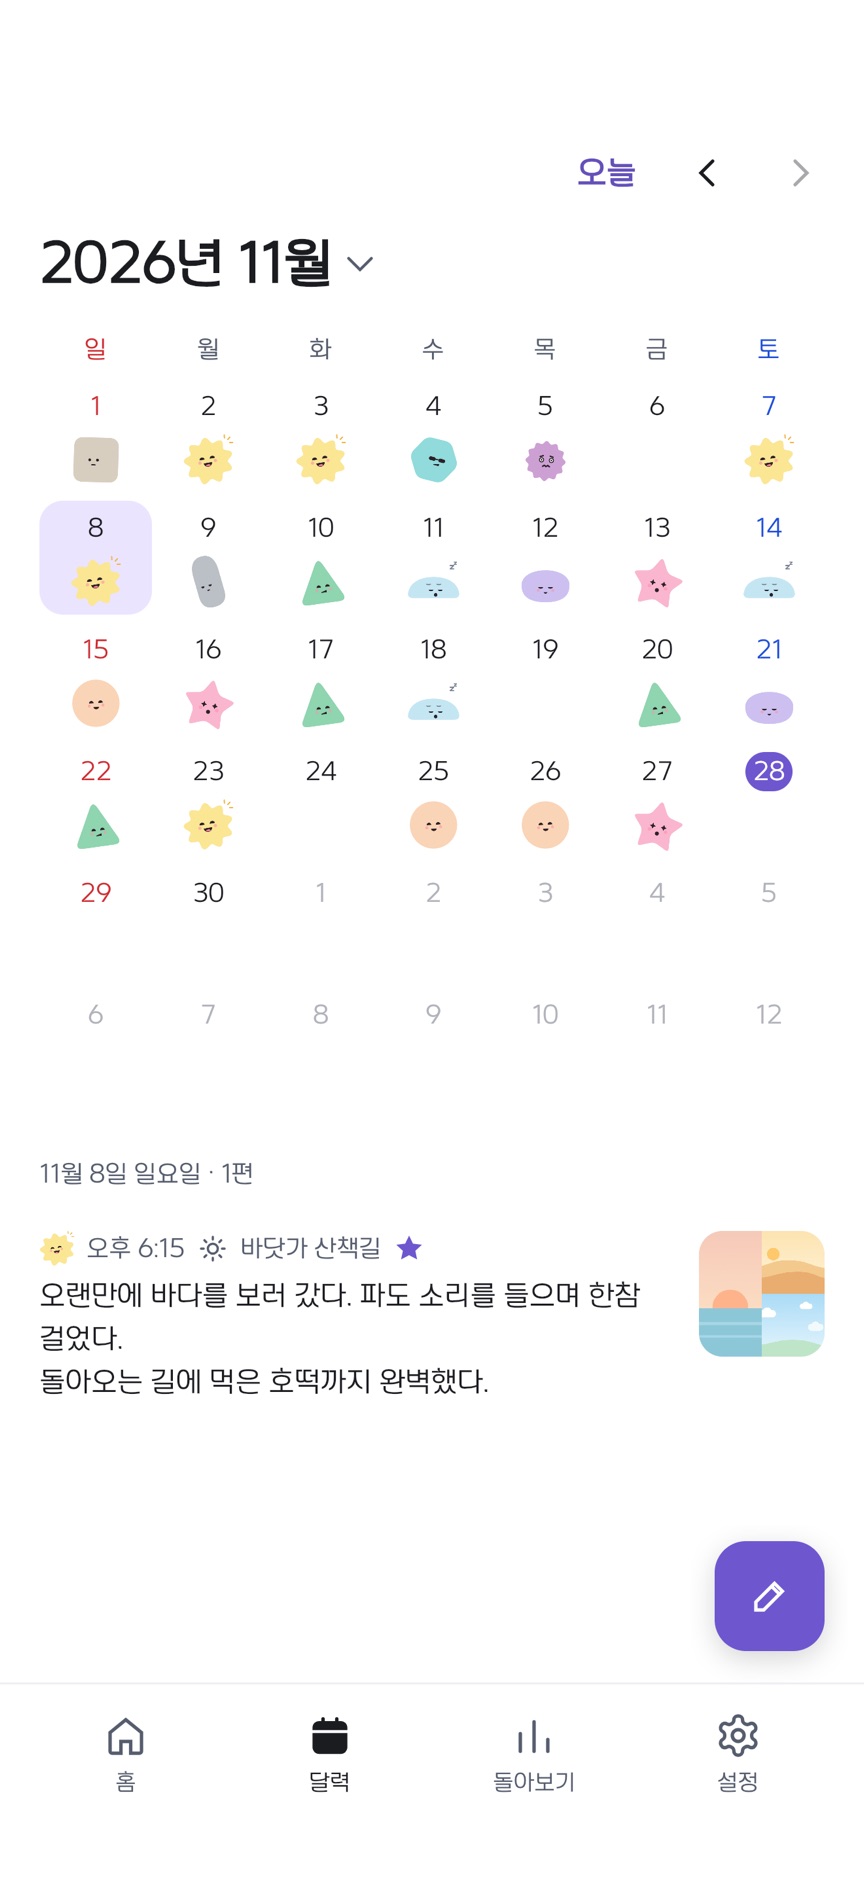 오늘
2026년 11월
일 월 화 수 목 금 토
1 2 3 4 5 6 7
8 9 10 11 12 13 14
15 16 17 18 19 20 21
22 23 24 25 26 27 28
29 30 1 2 3 4 5
6 7 8 9 10 11 12
11월 8일 일요일 · 1편
오후 6:15 바닷가 산책길
오랜만에 바다를 보러 갔다. 파도 소리를 들으며 한참
걸었다.
돌아오는 길에 먹은 호떡까지 완벽했다.
홈 달력 돌아보기 설정